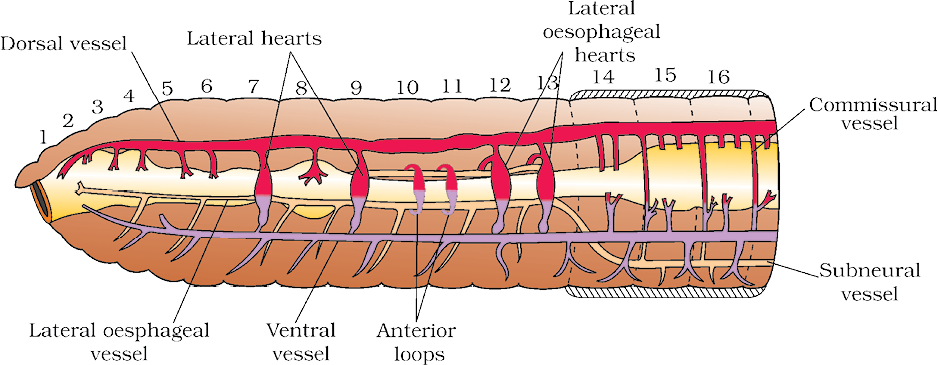 Lateral
oesophageal
hearts
Lateral hearts
Dorsal vessel
1 2 3 4 5 6 7 8 9 10 11 12 13 14 15 16
Commissural
vessel
Subneural
vessel
Lateral oesphageal
vessel
Ventral
vessel
Anterior
loops